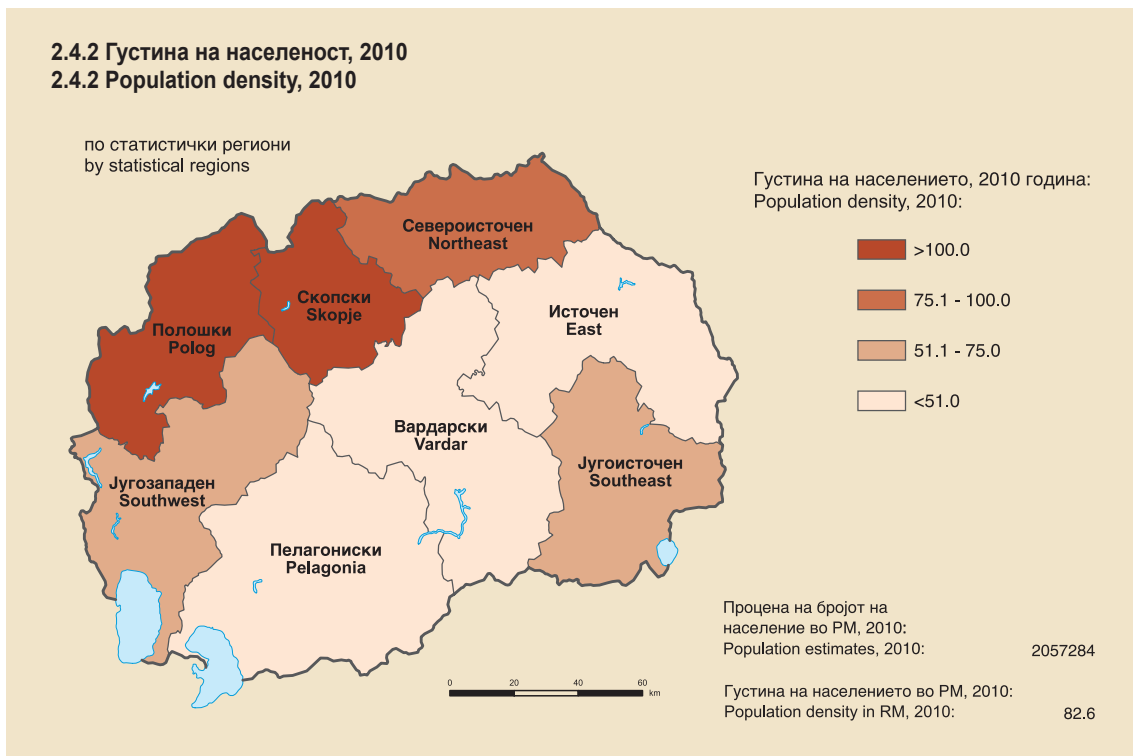 2.4.2 Густина на населеност, 2010
2.4.2 Population density, 2010
по статистички региони
by statistical regions
Густина на населението, 2010 година:
Population density, 2010:
>100.0
75.1 - 100.0
51.1 - 75.0
<51.0
Североисточен
Northeast
Скопски
Skopje
Источен
East
Полошки
Polog
Вардарски
Vardar
Југоисточен
Southeast
Југозападен
Southwest
Пелагониски
Pelagonia
0 20 40 60
km
Процена на бројот на
население во РМ, 2010:
Population estimates, 2010: 2057284
Густина на населението во РМ, 2010:
Population density in RM, 2010: 82.6